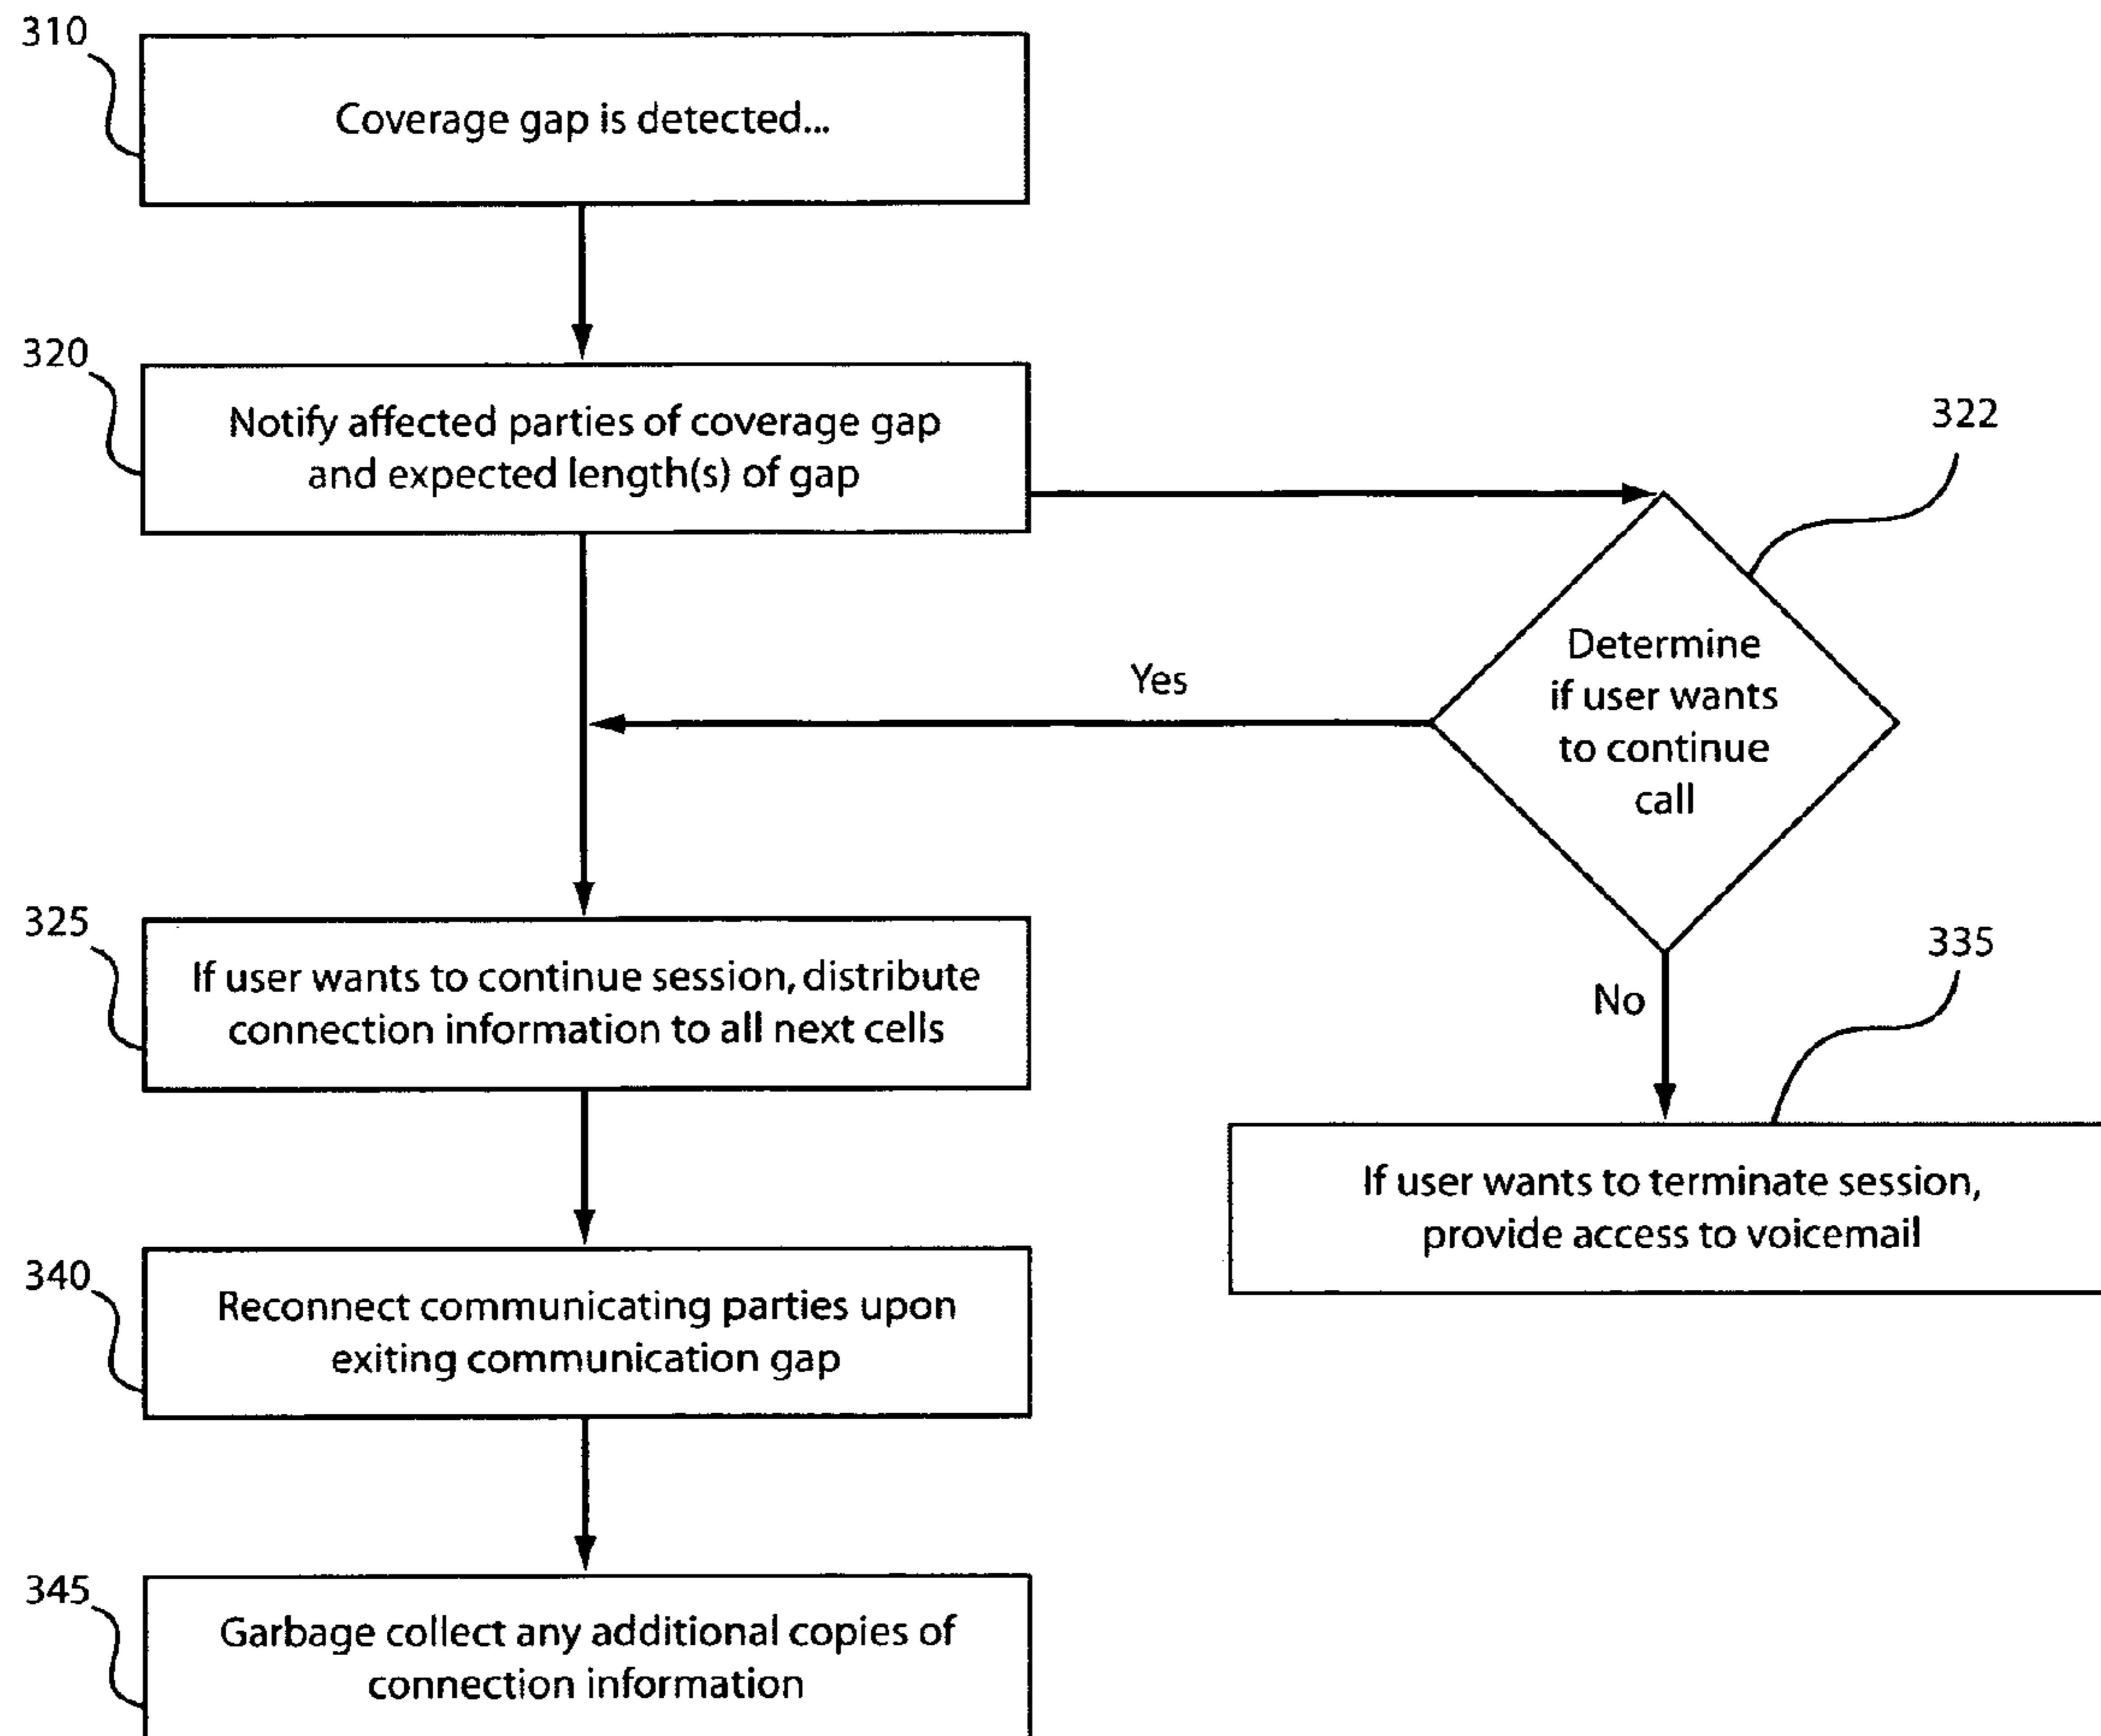 310
Coverage gap is detected...
320
Notify affected parties of coverage gap
and expected length(s) of gap
322
Determine
if user wants
to continue
call
Yes
No
325
If user wants to continue session, distribute
connection information to all next cells
335
If user wants to terminate session,
provide access to voicemail
340
Reconnect communicating parties upon
exiting communication gap
345
Garbage collect any additional copies of
connection information